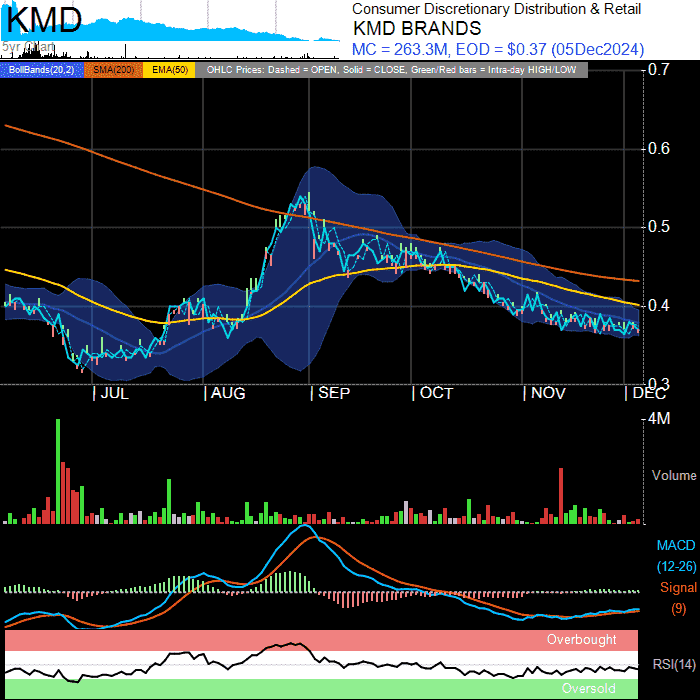 KMD
Consumer Discretionary Distribution & Retail
KMD BRANDS
5yr Chart
MC = 263.3M, EOD = $0.37 (05Dec2024)
BollBands(20,2) SMA(200) EMA(50) OHLC Prices: Dashed = OPEN, Solid = CLOSE, Green/Red bars = Intra-day HIGH/LOW
0.7
0.6
0.5
0.4
0.3
JUL AUG SEP OCT NOV DEC
4M
Volume
MACD
(12-26)
Signal
(9)
Overbought
RSI(14)
Oversold